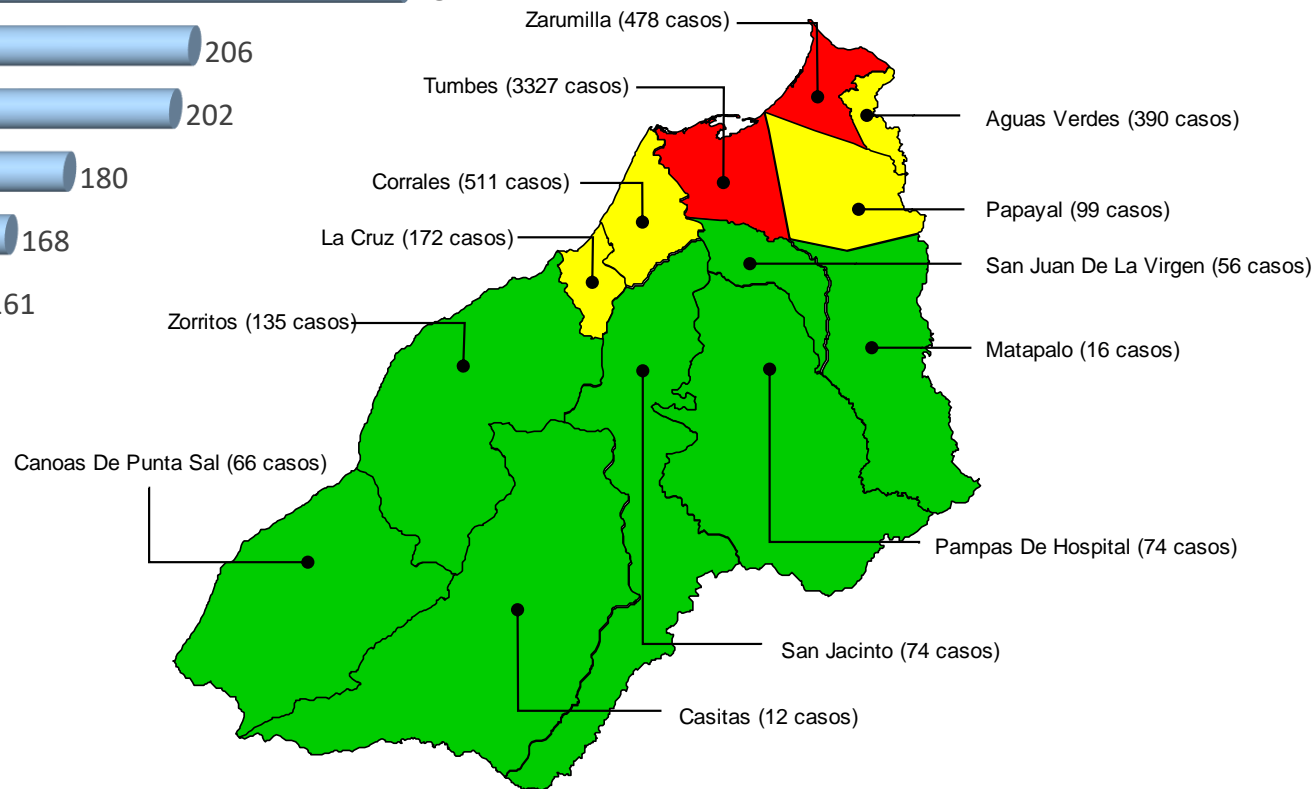 206
202
180
168
Zarumilla (478 casos)
Tumbes (3327 casos)
Aguas Verdes (390 casos)
Corrales (511 casos)
Papayal (99 casos)
La Cruz (172 casos)
San Juan De La Virgen (56 casos)
Zorritos (135 casos)
Matapalo (16 casos)
Canoas De Punta Sal (66 casos)
Pampas De Hospital (74 casos)
San Jacinto (74 casos)
Casitas (12 casos)